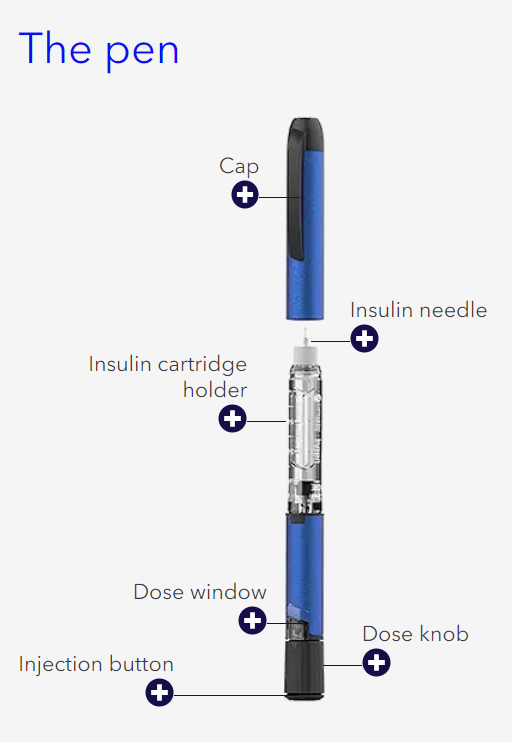 The pen
Cap
Insulin needle
Insulin cartridge
holder
Dose window
Dose knob
Injection button